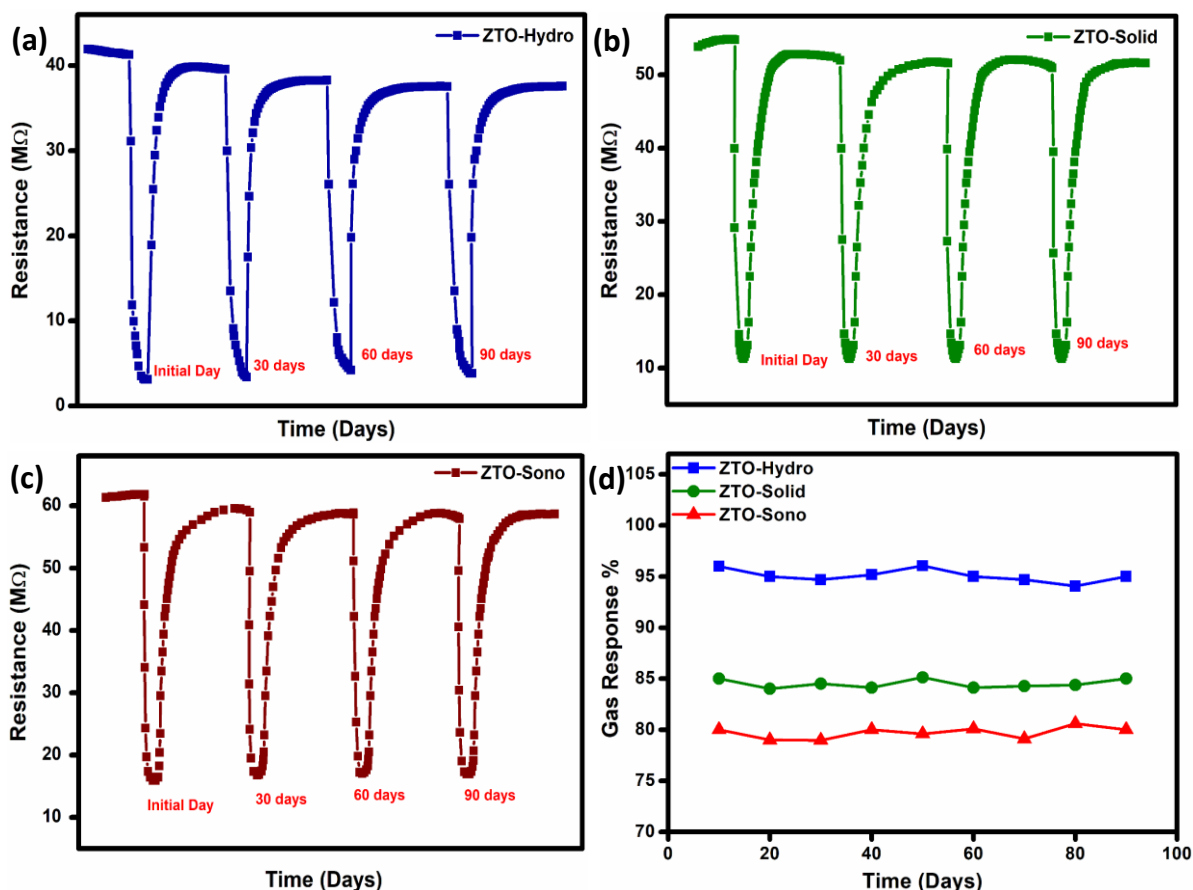 (a)
ZTO-Hydro
40
30
20
10
0
Resistance (MΩ)
Initial Day
30 days
60 days
90 days
Time (Days)
(b)
ZTO-Solid
50
40
30
20
10
Resistance (MΩ)
Initial Day
30 days
60 days
90 days
Time (Days)
(c)
ZTO-Sono
60
50
40
30
20
10
Resistance (MΩ)
Initial Day
30 days
60 days
90 days
Time (Days)
(d)
ZTO-Hydro
ZTO-Solid
ZTO-Sono
105
100
95
90
85
80
75
70
Gas Response %
0 20 40 60 80 100
Time (Days)